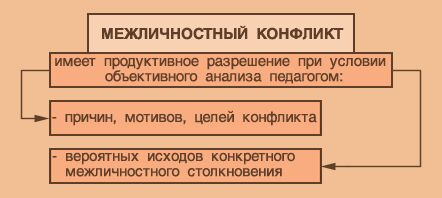 МЕЖЛИЧНОСТНЫЙ КОНФЛИКТ
имеет продуктивное разрешение при условии
объективного анализа педагогом:
- причин, мотивов, целей конфликта
- вероятных исходов конкретного
межличностного столкновения